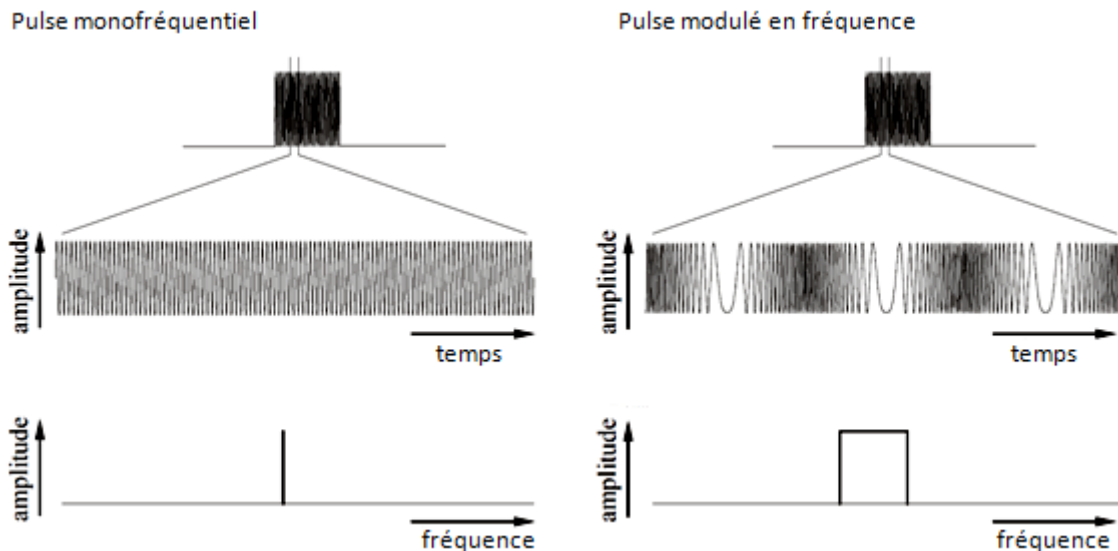 Pulse monofréquentiel
Pulse modulé en fréquence
amplitude
temps
amplitude
temps
amplitude
fréquence
amplitude
fréquence